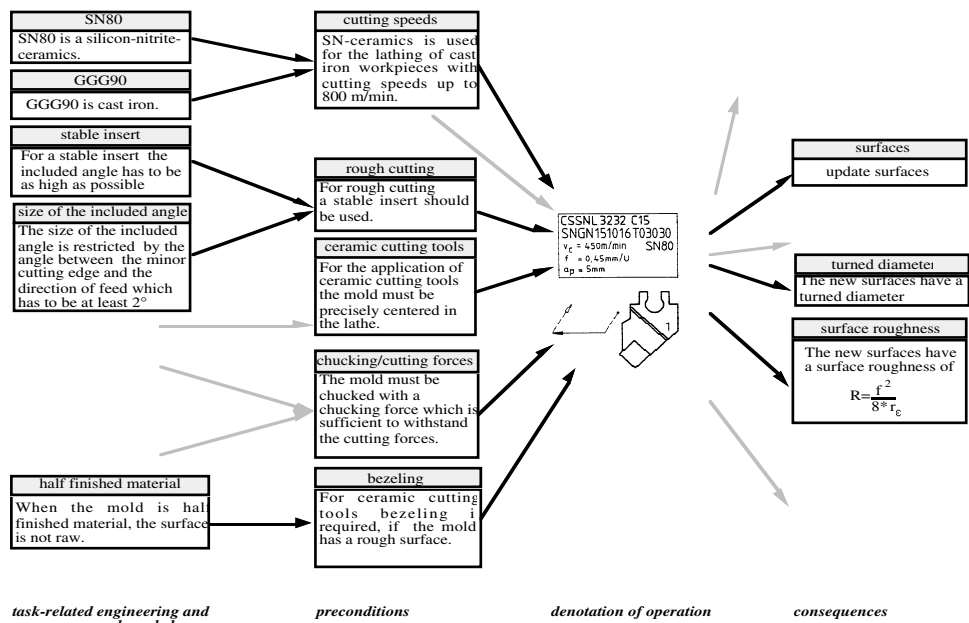 SN80
SN80 is a silicon-nitrite-
ceramics.
GGG90
GGG90 is cast iron.
stable insert
For a stable insert the
included angle has to be
as high as possible
size of the included angle
The size of the included
angle is restricted by the
angle between the minor
cutting edge and the
direction of feed which
has to be at least 2°
half finished material
When the mold is half
finished material, the surface
is not raw.
cutting speeds
SN-ceramics is used
for the lathing of cast
iron workpieces with
cutting speeds up to
800 m/min.
rough cutting
For rough cutting
a stable insert should
be used.
ceramic cutting tools
For the application of
ceramic cutting tools
the mold must be
precisely centered in
the lathe.
chucking/cutting forces
The mold must be
chucked with a
chucking force which is
sufficient to withstand
the cutting forces.
bezeling
For ceramic cutting
tools bezeling i
required, if the mold
has a rough surface.
CSSNL 3232 C15
SNGN151016 T03030
vc = 450m/min SN80
f = 0,45mm/U
ap = 5mm
1
surfaces
update surfaces
turned diameter
The new surfaces have a
turned diameter
surface roughness
The new surfaces have
a surface roughness of
R=f²/8*rε
task-related engineering and
preconditions
denotation of operation
consequences